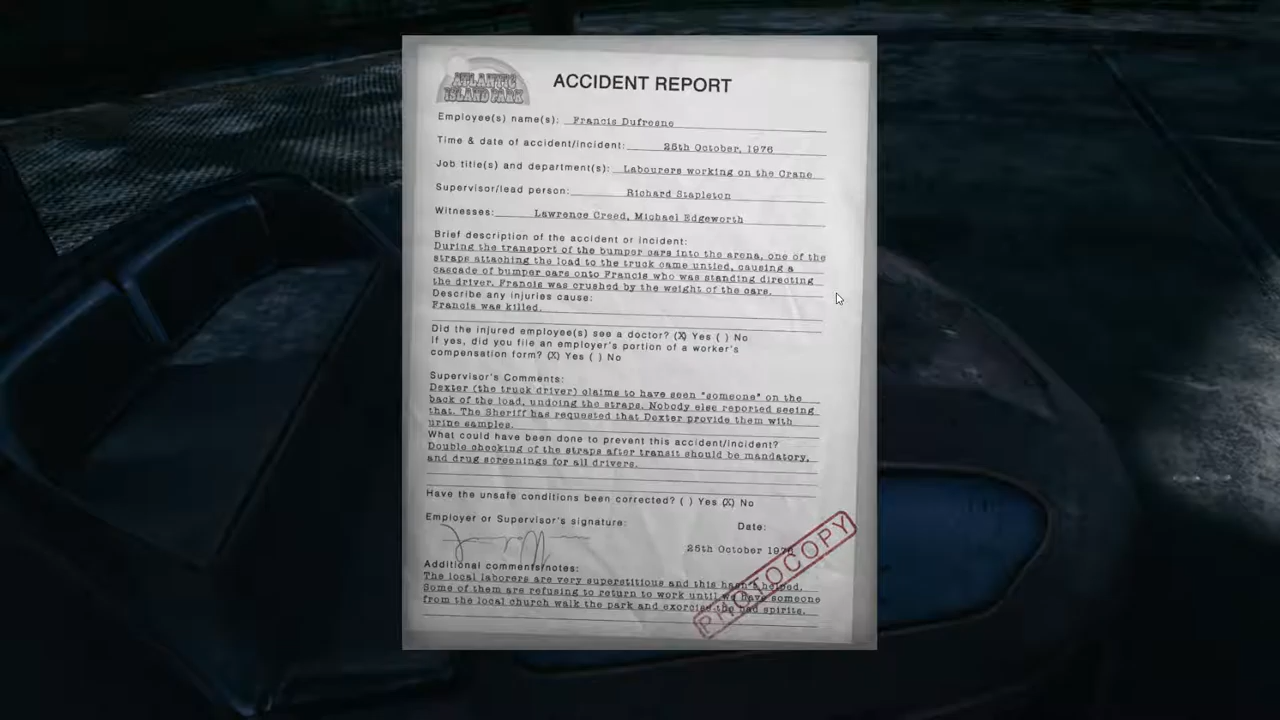 ATLANTIC
ISLAND PARK
ACCIDENT REPORT
Employee(s) name(s): Francis Dufresne
Time & date of accident/incident: 25th October, 1976
Job title(s) and department(s): Labourers working on the Crane
Supervisor/lead person: Richard Stapleton
Witnesses: Lawrence Creed, Michael Edgeworth
Brief description of the accident or incident:
During the transport of the bumper cars into the arena, one of the
straps attaching the load to the truck came untied, causing a
cascade of bumper cars onto Francis who was standing directing
the driver. Francis was crushed by the weight of the cars.
Describe any injuries cause:
Francis was killed.
Did the injured employee(s) see a doctor? (X) Yes ( ) No
If yes, did you file an employer's portion of a worker's
compensation form? (X) Yes ( ) No
Supervisor's Comments:
Dexter (the truck driver) claims to have seen "someone" on the
back of the load, undoing the straps. Nobody else reported seeing
that. The Sheriff has requested that Dexter provide them with
urine samples.
What could have been done to prevent this accident/incident?
Double checking of the straps after transit should be mandatory,
and drug screenings for all drivers.
Have the unsafe conditions been corrected? ( ) Yes (X) No
Employer or Supervisor's signature:
Date:
25th October 1976
PHOTOCOPY
Additional comments/notes:
The local laborers are very superstitious and this hasn't helped.
Some of them are refusing to return to work until we have someone
from the local church walk the park and exorcise the bad spirits.